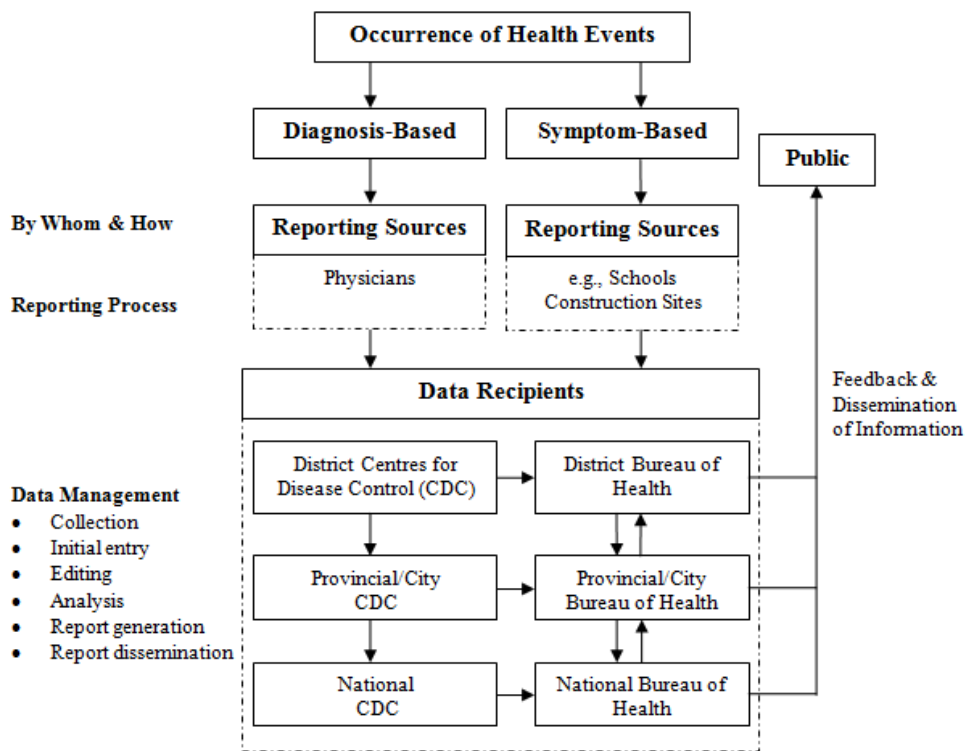 Occurrence of Health Events
Diagnosis-Based
Symptom-Based
Public
By Whom & How
Reporting Sources
Reporting Sources
Physicians
e.g., Schools
Construction Sites
Reporting Process
Data Recipients
Feedback &
Dissemination
of Information
District Centres for
Disease Control (CDC)
District Bureau of
Health
Data Management
● Collection
● Initial entry
● Editing
● Analysis
● Report generation
● Report dissemination
Provincial/City
CDC
Provincial/City
Bureau of Health
National
CDC
National Bureau of
Health